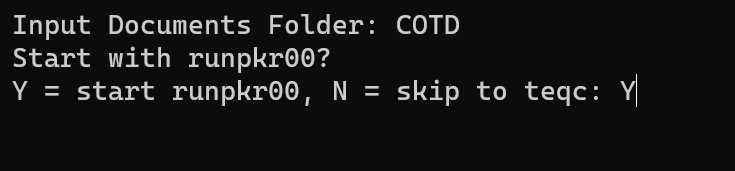 Input Documents Folder: COTD
Start with runpkr00?
Y = start runpkr00, N = skip to teqc: Y